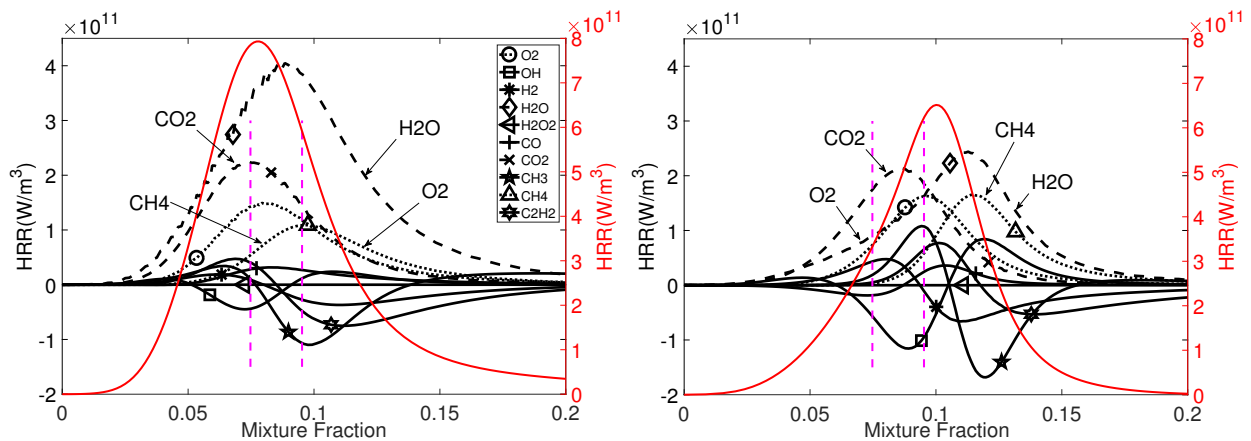 ×10^11
4
3
2
1
0
-1
-2
HRR(W/m^3)
0
0.05
0.1
0.15
0.2
Mixture Fraction
×10^11
8
7
6
5
4
3
2
1
0
HRR(W/m^3)
CO2
H2O
CH4
O2
O2
OH
H2
H2O
H2O2
CO
CO2
CH3
CH4
C2H2
×10^11
4
3
2
1
0
-1
-2
HRR(W/m^3)
0
0.05
0.1
0.15
0.2
Mixture Fraction
×10^11
8
7
6
5
4
3
2
1
0
HRR(W/m^3)
CO2
CH4
O2
H2O